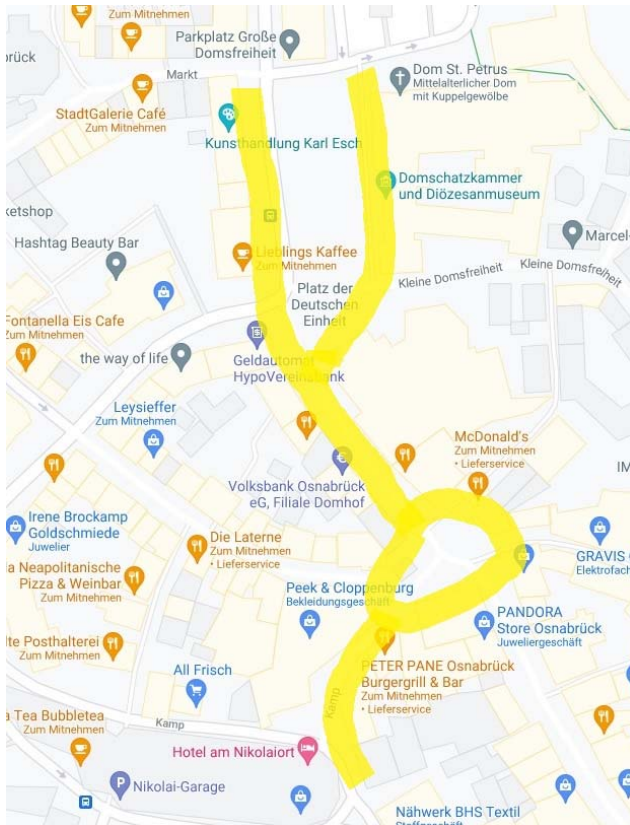 Parkplatz Große
Domsfreiheit
brück
Markt
Dom St. Petrus
Mittelalterlicher Dom
mit Kuppelgewölbe
StadtGalerie Café
Zum Mitnehmen
Kunsthandlung Karl Esch
Domschatzkammer
und Diözesanmuseum
ketshop
Hashtag Beauty Bar
Lieblings Kaffee
Zum Mitnehmen
Marcel-
Kleine Domsfreiheit
Kleine Domsfreiheit
Platz der
Deutschen
Einheit
Fontanella Eis Cafe
Zum Mitnehmen
the way of life
Geldautomat
HypoVereinsbank
Leysieffer
Zum Mitnehmen
McDonald's
Zum Mitnehmen
• Lieferservice
IM
Volksbank Osnabrück
eG, Filiale Domhof
Irene Brockamp
Goldschmiede
Juwelier
Die Laterne
Zum Mitnehmen
• Lieferservice
GRAVIS
Elektrofach
a Neapolitanische
Pizza & Weinbar
Zum Mitnehmen
Peek & Cloppenburg
Bekleidungsgeschäft
PANDORA
Store Osnabrück
Juweliergeschäft
lte Posthalterei
Zum Mitnehmen
All Frisch
PETER PANE Osnabrück
Burgergrill & Bar
Zum Mitnehmen
• Lieferservice
Kamp
a Tea Bubbletea
Zum Mitnehmen
Kamp
Hotel am Nikolaiort
P
Nikolai-Garage
Nähwerk BHS Textil
Stoffgeschäft